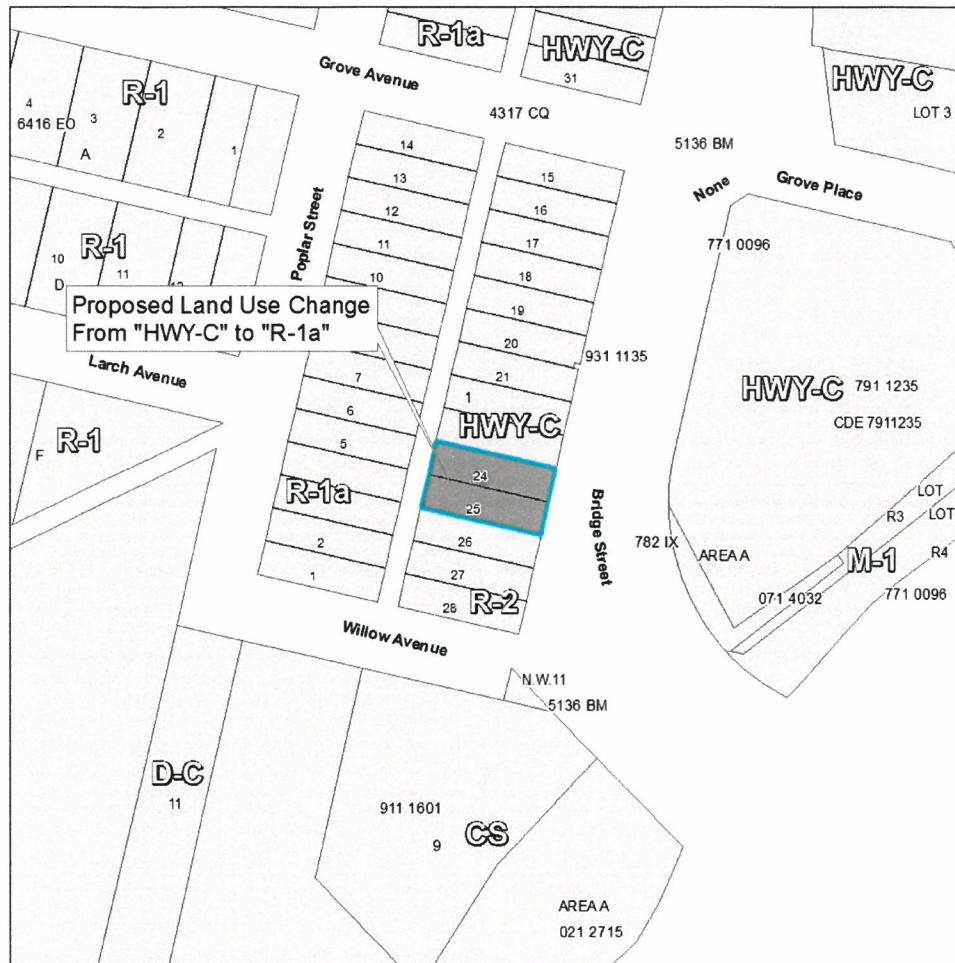 R-1a
HWY-C
31
HWY-C
LOT 3
Grove Avenue
R-1
4
6416 EO
3
A
2
1
4317 CQ
5136 BM
None
Grove Place
14
13
12
11
10
15
16
17
18
19
20
21
1
Poplar Street
R-1
10
D
11
771 0096
Proposed Land Use Change
From "HWY-C" to "R-1a"
931 1135
Larch Avenue
7
6
5
HWY-C
HWY-C
791 1235
CDE 7911235
R-1
F
24
25
R-1a
2
1
26
27
28
R-2
Bridge Street
782 IX
AREA A
LOT
R3
LOT
R4
M-1
071 4032
771 0096
Willow Avenue
N.W.11
5136 BM
D-C
11
911 1601
9
CS
AREA A
021 2715